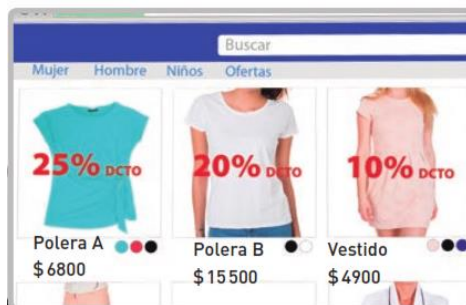 Buscar
Mujer Hombre Niños Ofertas
25% DCTO
20% DCTO
10% DCTO
Polera A
$6800
Polera B
$15500
Vestido
$4900